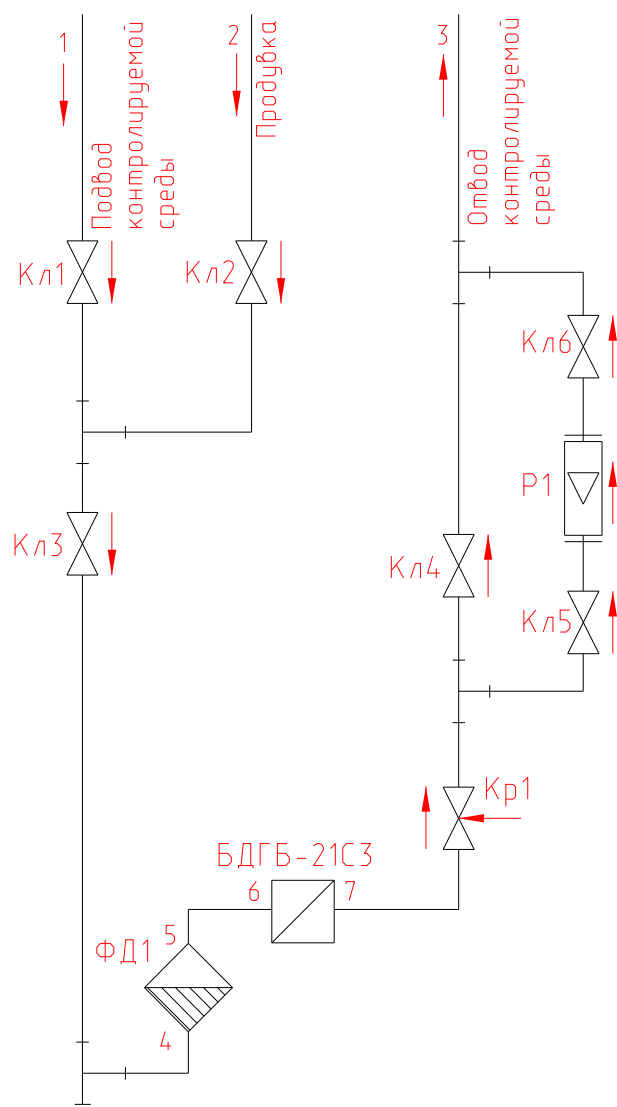 1
2
3
Подвод
контролируемой
среды
Продувка
Отвод
контролируемой
среды
Кл1
Кл2
Кл6
Р1
Кл3
Кл4
Кл5
Кр1
БДГБ-21С3
6
7
ФД1
5
4